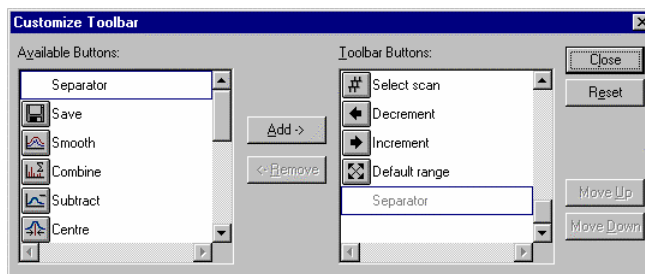 Customize Toolbar
Available Buttons:
Separator
Save
Smooth
Combine
Subtract
Centre
Add ->
<- Remove
Toolbar Buttons:
Select scan
Decrement
Increment
Default range
Separator
Close
Reset
Move Up
Move Down